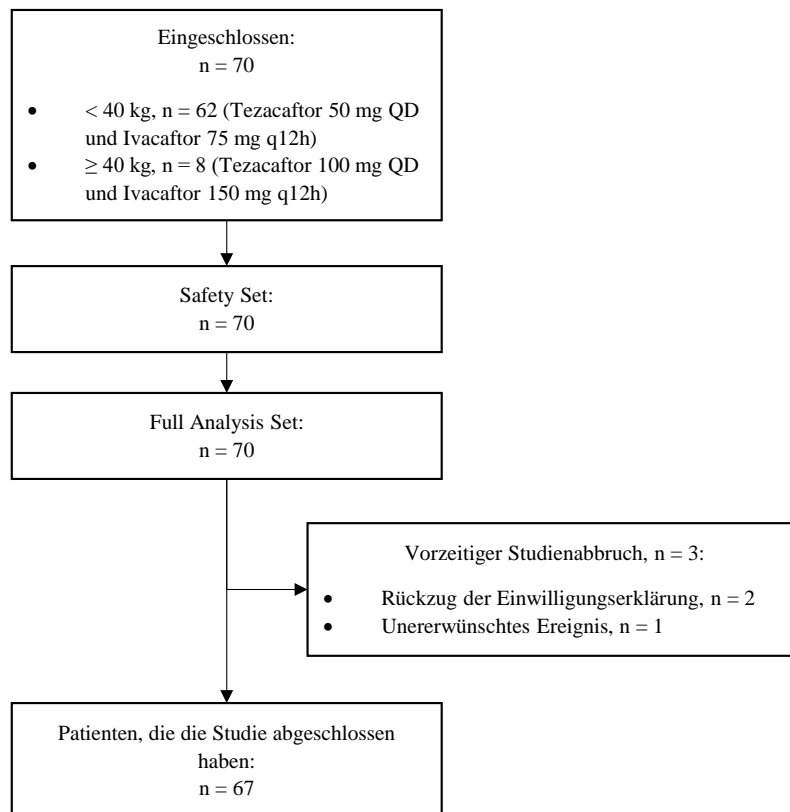 Eingeschlossen:
n = 70
• < 40 kg, n = 62 (Tezacaftor 50 mg QD
und Ivacaftor 75 mg q12h)
• ≥ 40 kg, n = 8 (Tezacaftor 100 mg QD
und Ivacaftor 150 mg q12h)
Safety Set:
n = 70
Full Analysis Set:
n = 70
Vorzeitiger Studienabbruch, n = 3:
• Rückzug der Einwilligungserklärung, n = 2
• Unererwünschtes Ereignis, n = 1
Patienten, die die Studie abgeschlossen
haben:
n = 67